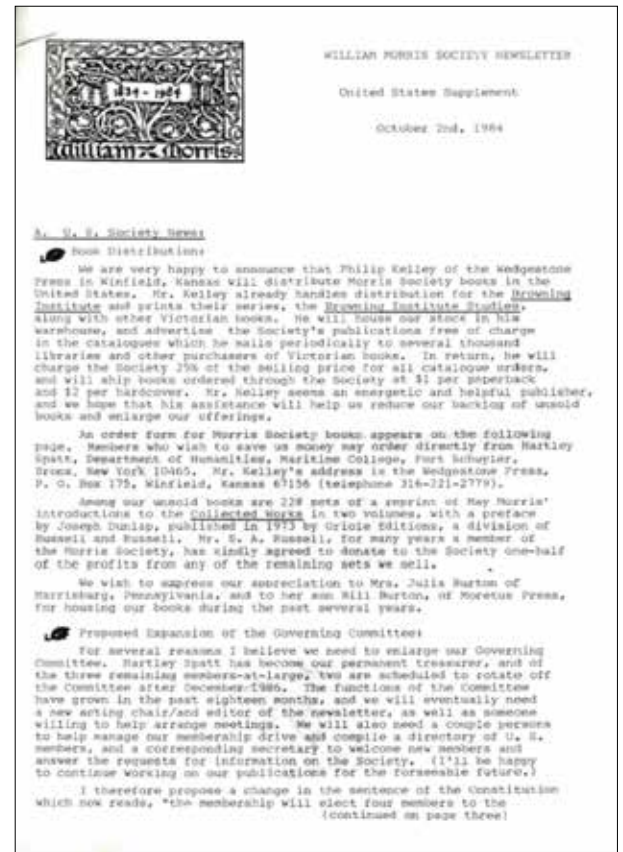 WILLIAM MORRIS SOCIETY NEWSLETTER
United States Supplement
October 2nd, 1984
1834 - 1984
William Morris
A. U. S. Society News:
Book Distribution:
We are very happy to announce that Philip Kelley of the Wedgestone
Press in Winfield, Kansas will distribute Morris Society books in the
United States. Mr. Kelley already handles distribution for the Browning
Institute and prints their series, the Browning Institute Studies,
along with other Victorian books. He will house our stock in his
warehouse, and advertise the Society's publications free of charge
in the catalogues which he mails periodically to several thousand
libraries and other purchasers of Victorian books. In return, he will
charge the Society 25% of the selling price for all catalogue orders,
and will ship books ordered through the Society at $1 per paperback
and $2 per hardcover. Mr. Kelley seems an energetic and helpful publisher,
and we hope that his assistance will help us reduce our backlog of unsold
books and enlarge our offerings.
An order form for Morris Society books appears on the following
page. Members who wish to save us money may order directly from Hartley
Spatt, Department of Humanities, Maritime College, Fort Schuyler,
Bronx, New York 10465. Mr. Kelley's address is the Wedgestone Press,
P. O. Box 175, Winfield, Kansas 67156 (telephone 316-221-2779).
Among our unsold books are 228 sets of a reprint of May Morris'
introductions to the Collected Works in two volumes, with a preface
by Joseph Dunlap, published in 1973 by Oriole Editions, a division of
Russell and Russell. Mr. S. A. Russell, for many years a member of
the Morris Society, has kindly agreed to donate to the Society one-half
of the profits from any of the remaining sets we sell.
We wish to express our appreciation to Mrs. Julia Burton of
Harrisburg, Pennsylvania, and to her son Bill Burton, of Moretus Press,
for housing our books during the past several years.
Proposed Expansion of the Governing Committee:
For several reasons I believe we need to enlarge our Governing
Committee. Hartley Spatt has become our permanent treasurer, and of
the three remaining members-at-large, two are scheduled to rotate off
the Committee after December 1986. The functions of the Committee
have grown in the past eighteen months, and we will eventually need
a new acting chair/and editor of the newsletter, as well as someone
willing to help arrange meetings. We will also need a couple persons
to help manage our membership drive and compile a directory of U. S.
members, and a corresponding secretary to welcome new members and
answer the requests for information on the Society. (I'll be happy
to continue working on our publications for the forseeable future.)
I therefore propose a change in the sentence of the Constitution
which now reads, "the membership will elect four members to the
(continued on page three)